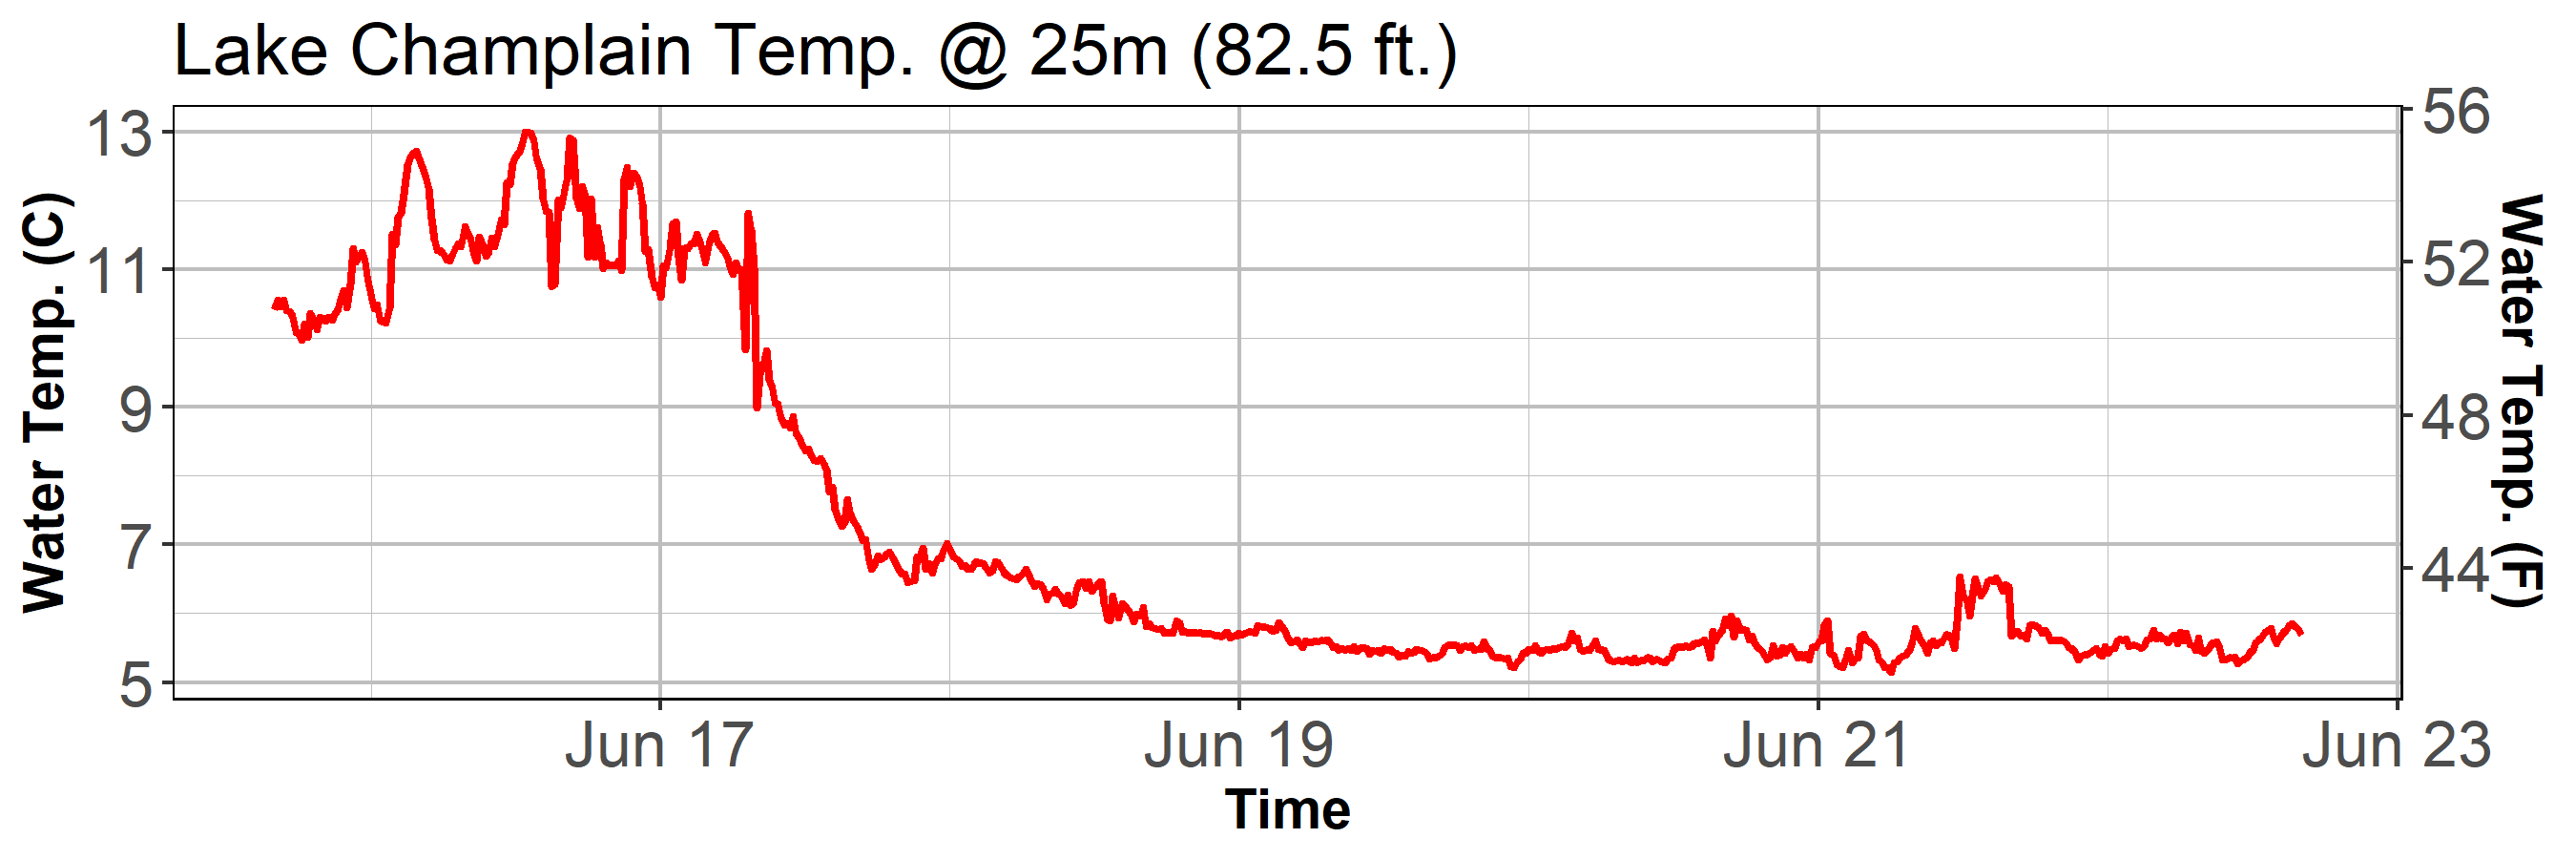 Lake Champlain Temp. @ 25m (82.5 ft.)
Water Temp. (C)
13
11
9
7
5
56
52
48
44
Water Temp. (F)
Jun 17
Jun 19
Jun 21
Jun 23
Time